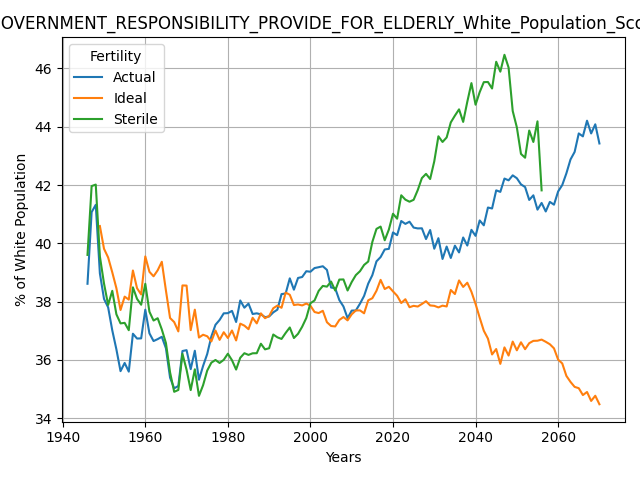 OVERNMENT_RESPONSIBILITY_PROVIDE_FOR_ELDERLY_White_Population_Sco
Fertility
Actual
Ideal
Sterile
% of White Population
46
44
42
40
38
36
34
1940 1960 1980 2000 2020 2040 2060
Years